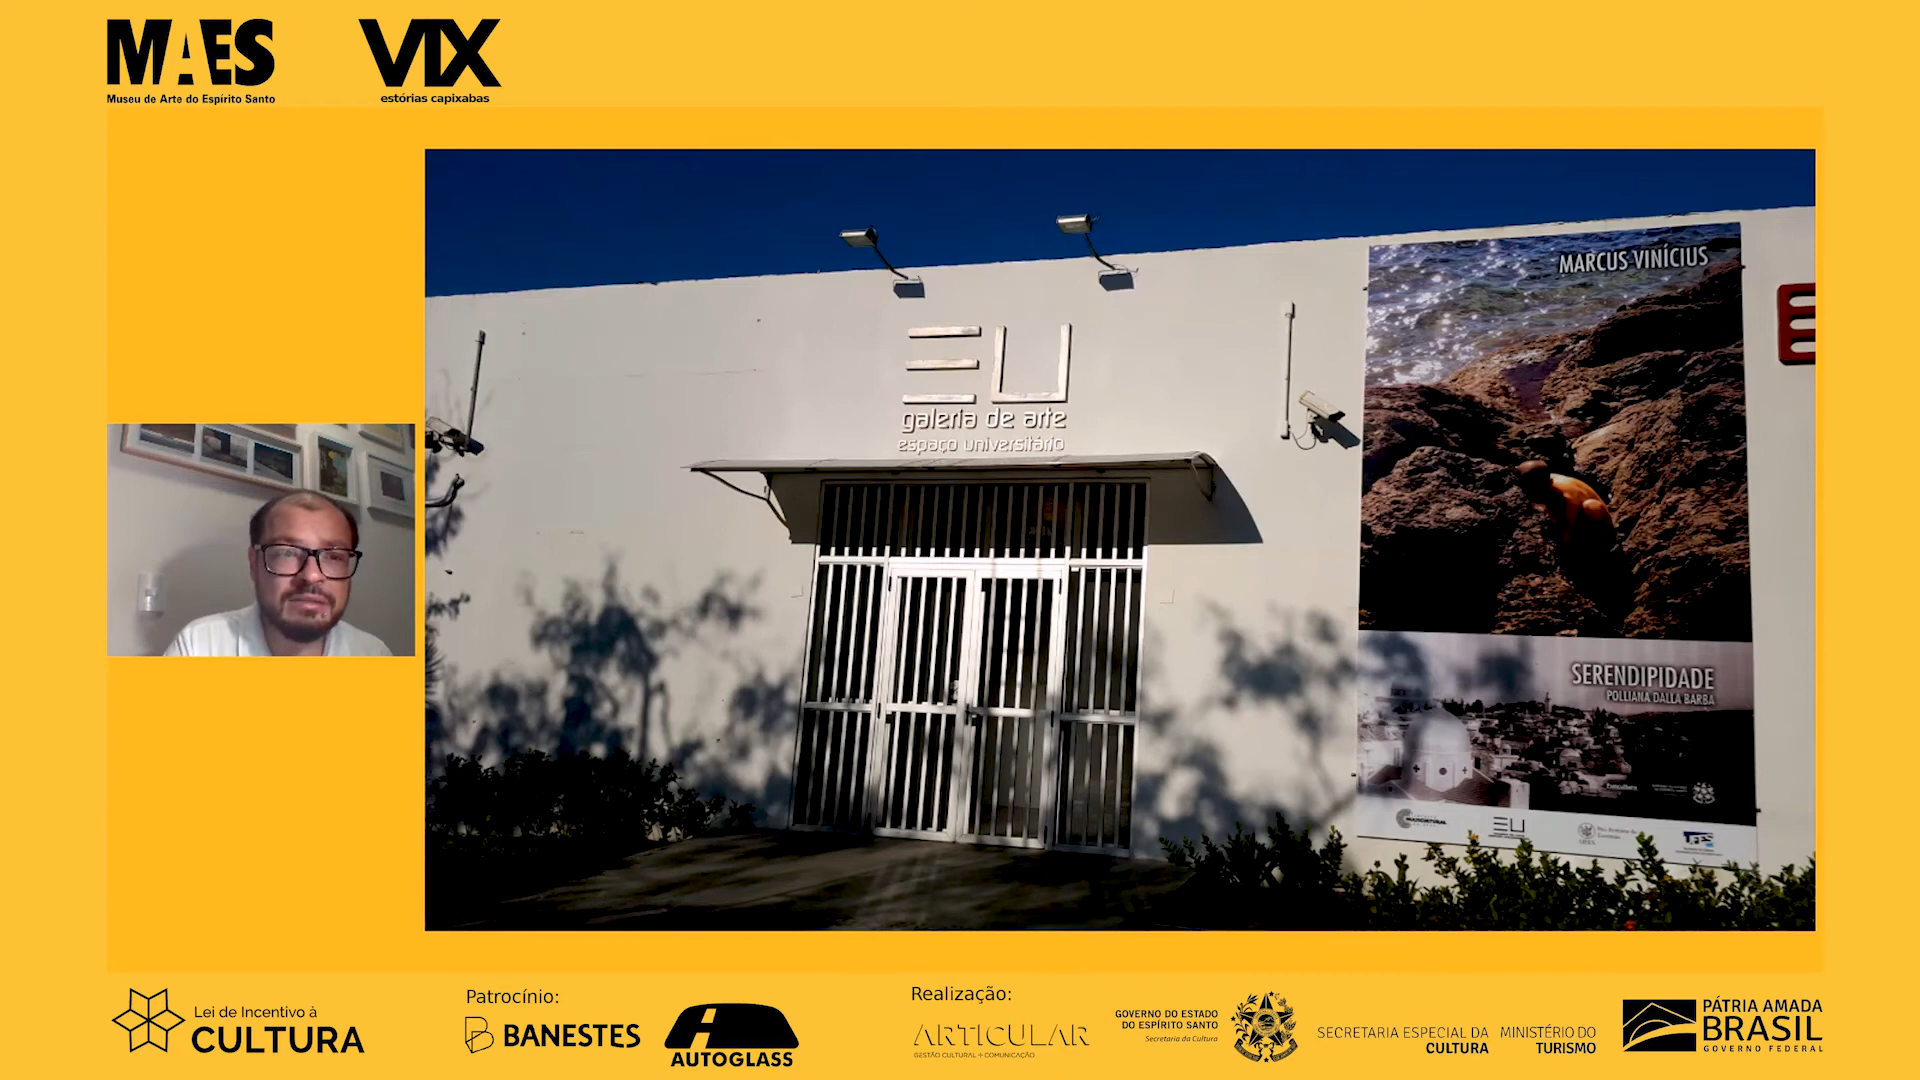 MAES
Museu de Arte do Espírito Santo
VIX
estórias capixabas
MARCUS VINÍCIUS
EU
galeria de arte
espaço universitário
SERENDIPIDADE
POLLIANA DALLA BARBA
EU
UFES
Lei de Incentivo à
CULTURA
Patrocínio:
BANESTES
AUTOGLASS
Realização:
ARTICULAR
GESTÃO CULTURAL + COMUNICAÇÃO
GOVERNO DO ESTADO
DO ESPÍRITO SANTO
Secretaria da Cultura
SECRETARIA ESPECIAL DA
CULTURA
MINISTÉRIO DO
TURISMO
PÁTRIA AMADA
BRASIL
GOVERNO FEDERAL